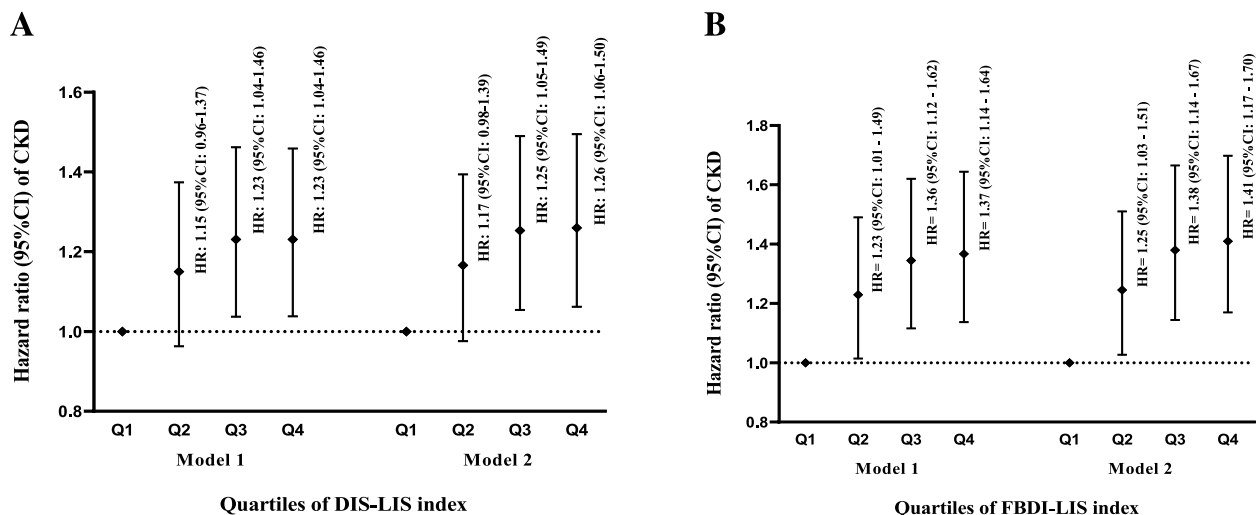 A
Hazard ratio (95%CI) of CKD
1.6
1.4
1.2
1.0
0.8
HR: 1.15 (95%CI: 0.96-1.37)
HR: 1.23 (95%CI: 1.04-1.46)
HR: 1.23 (95%CI: 1.04-1.46)
HR: 1.17 (95%CI: 0.98-1.39)
HR: 1.25 (95%CI: 1.05-1.49)
HR: 1.26 (95%CI: 1.06-1.50)
Q1 Q2 Q3 Q4 Q1 Q2 Q3 Q4
Model 1 Model 2
Quartiles of DIS-LIS index
B
Hazard ratio (95%CI) of CKD
1.8
1.6
1.4
1.2
1.0
0.8
HR= 1.23 (95%CI: 1.01 - 1.49)
HR= 1.36 (95%CI: 1.12 - 1.62)
HR= 1.37 (95%CI: 1.14 - 1.64)
HR= 1.25 (95%CI: 1.03 - 1.51)
HR= 1.38 (95%CI: 1.14 - 1.67)
HR= 1.41 (95%CI: 1.17 - 1.70)
Q1 Q2 Q3 Q4 Q1 Q2 Q3 Q4
Model 1 Model 2
Quartiles of FBDI-LIS index